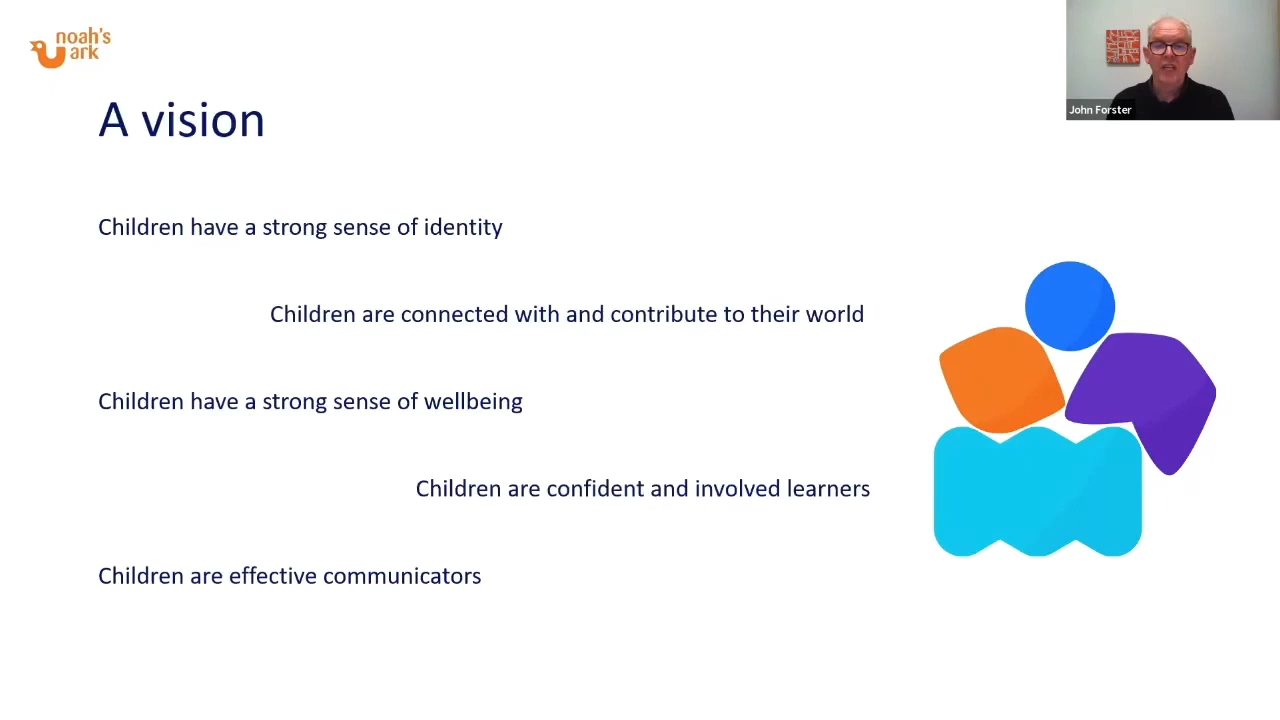 noah's
ark
John Forster
A vision
Children have a strong sense of identity
Children are connected with and contribute to their world
Children have a strong sense of wellbeing
Children are confident and involved learners
Children are effective communicators